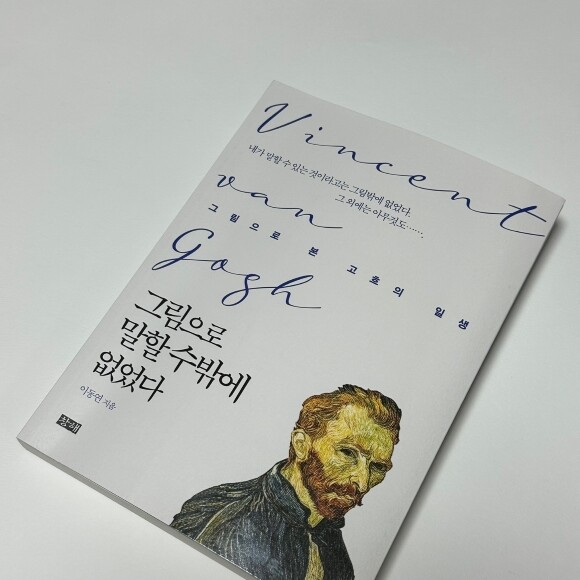 Vincent
내가 말할 수 있는 것이라고는 그림밖에 없었다.
그 외에는 아무것도…….
van
그림으로 본 고흐의 일생
Gogh
그림으로
말할 수밖에
없었다
이동연 지음
창해